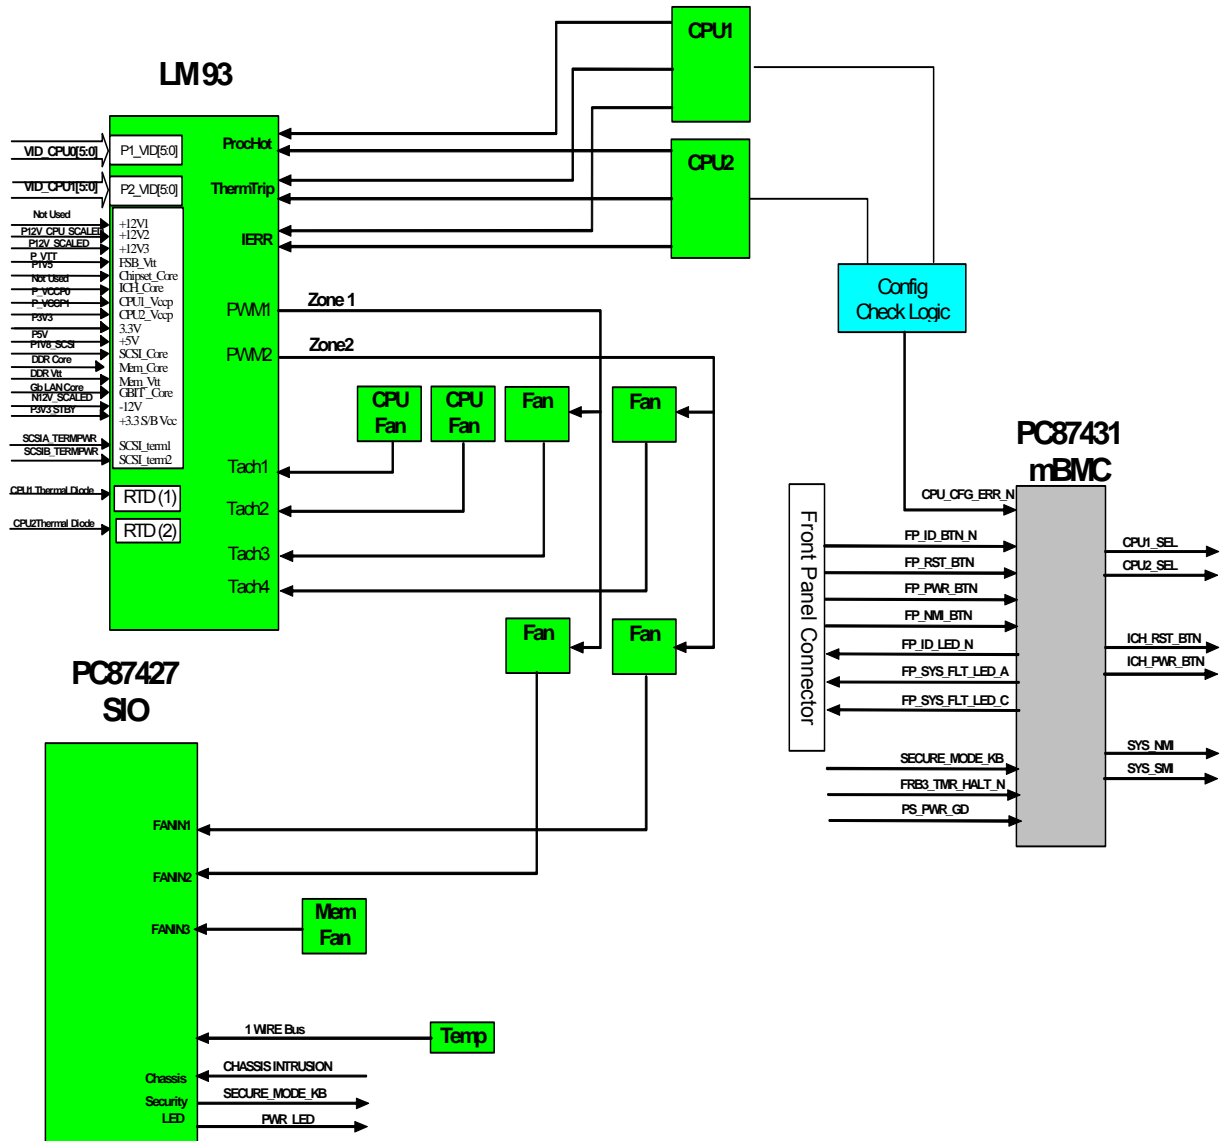 LM93
CPU1
CPU2
VID_CPU0[5:0]
P1_VID[5:0]
VID_CPU1[5:0]
P2_VID[5:0]
ProcHot
ThermTrip
IERR
Not Used
P12V_CPU_SCALED
P12V_SCALED
P_VTT
P1V5
Not Used
P_VCCP0
P_VCCP1
P3V3
P5V
P1V8_SCSI
DDR Core
DDR Vtt
Gb LAN Core
N12V_SCALED
P3V3 STBY
SCSIA_TERMPWR
SCSIB_TERMPWR
+12V1
+12V2
+12V3
FSB_Vtt
Chipset_Core
ICH_Core
CPU1_Vccp
CPU2_Vccp
3.3V
+5V
SCSI_Core
Mem_Core
Mem_Vtt
GBIT_Core
-12V
+3.3 S/B Vcc
SCSI_term1
SCSI_term2
CPU1 Thermal Diode
RTD (1)
CPU2Thermal Diode
RTD (2)
PWM1
Zone 1
PWM2
Zone2
CPU
Fan
CPU
Fan
Fan
Fan
Tach1
Tach2
Tach3
Tach4
Fan
Fan
Config
Check Logic
PC87431
mBMC
CPU_CFG_ERR_N
Front Panel Connector
FP_ID_BTN_N
FP_RST_BTN
FP_PWR_BTN
FP_NMI_BTN
FP_ID_LED_N
FP_SYS_FLT_LED_A
FP_SYS_FLT_LED_C
SECURE_MODE_KB
FRB3_TMR_HALT_N
PS_PWR_GD
CPU1_SEL
CPU2_SEL
ICH_RST_BTN
ICH_PWR_BTN
SYS_NMI
SYS_SMI
PC87427
SIO
FANIN1
FANIN2
FANIN3
Mem
Fan
1 WIRE Bus
Temp
Chassis
CHASSIS INTRUSION
Security
SECURE_MODE_KB
LED
PWR_LED